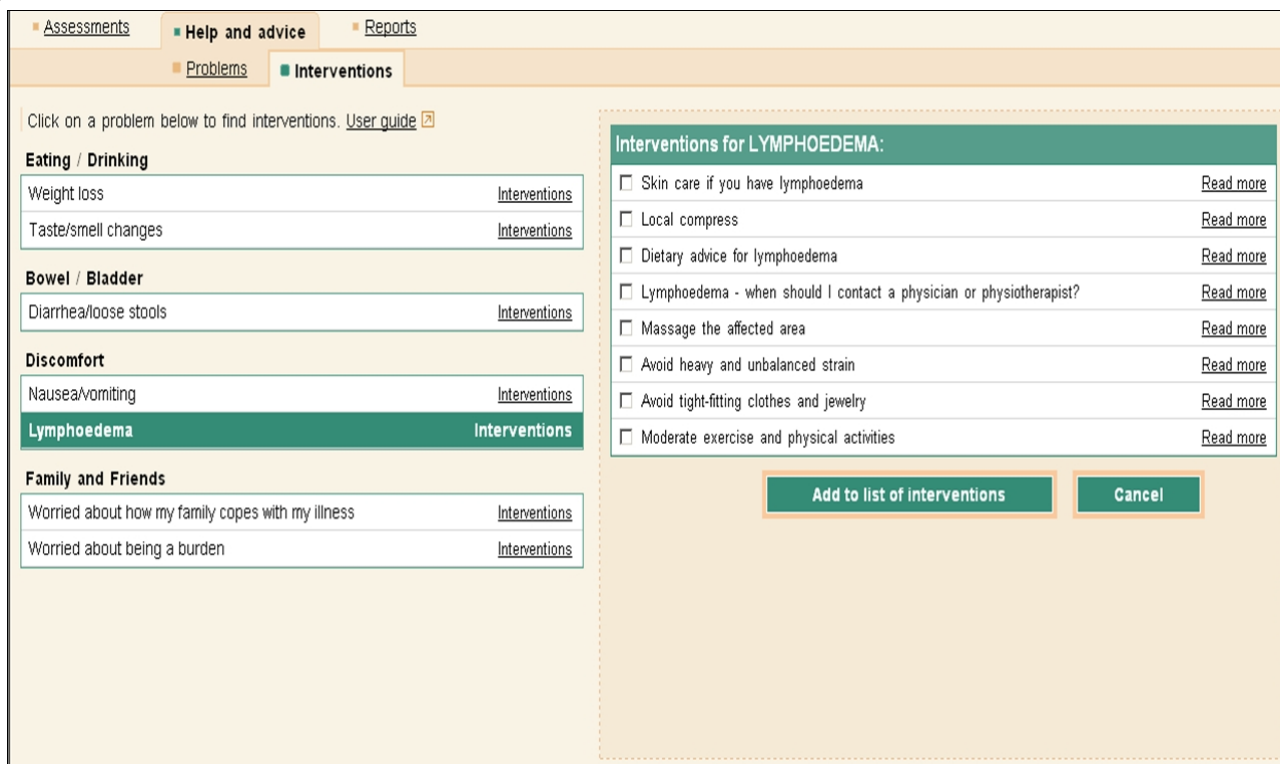 Assessments Help and advice Reports
Problems Interventions
Click on a problem below to find interventions. User guide
Eating / Drinking
Weight loss Interventions
Taste/smell changes Interventions
Bowel / Bladder
Diarrhea/loose stools Interventions
Discomfort
Nausea/vomiting Interventions
Lymphoedema Interventions
Family and Friends
Worried about how my family copes with my illness Interventions
Worried about being a burden Interventions
Interventions for LYMPHOEDEMA:
Skin care if you have lymphoedema Read more
Local compress Read more
Dietary advice for lymphoedema Read more
Lymphoedema - when should I contact a physician or physiotherapist? Read more
Massage the affected area Read more
Avoid heavy and unbalanced strain Read more
Avoid tight-fitting clothes and jewelry Read more
Moderate exercise and physical activities Read more
Add to list of interventions Cancel